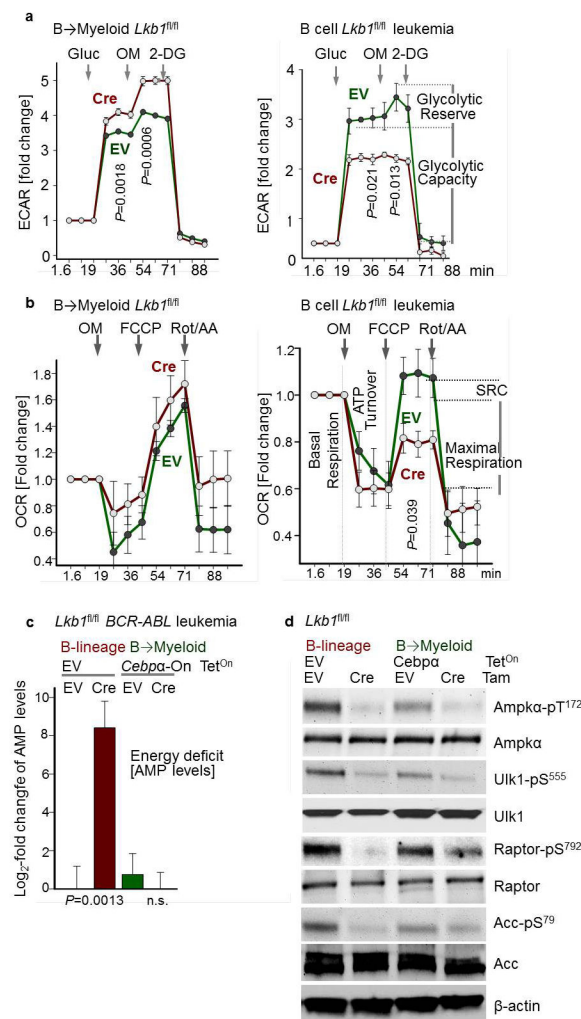 a
B→Myeloid Lkb1fl/fl
B cell Lkb1fl/fl leukemia
Gluc OM 2-DG
Gluc OM 2-DG
ECAR [fold change]
5
4
3
2
1
0
Cre
EV
P=0.0018
P=0.0006
1.6 19 36 54 71 88
ECAR [fold change]
4
3
2
1
0
EV
Cre
P=0.021
P=0.013
Glycolytic
Reserve
Glycolytic
Capacity
1.6 19 36 54 71 88 min
b
B→Myeloid Lkb1fl/fl
B cell Lkb1fl/fl leukemia
OM FCCP Rot/AA
OM FCCP Rot/AA
OCR [Fold change]
1.8
1.6
1.4
1.2
1.0
0.8
0.6
0.4
Cre
EV
1.6 19 36 54 71 88
OCR [Fold change]
1.2
1.0
0.8
0.6
0.4
Basal
Respiration
ATP
Turnover
EV
Cre
P=0.039
SRC
Maximal
Respiration
1.6 19 36 54 71 88 min
c
Lkb1fl/fl BCR-ABL leukemia
B-lineage B→Myeloid
EV Cebpα-On TetOn
EV Cre EV Cre
Log2-fold changfe of AMP levels
10
8
6
4
2
0
Energy deficit
[AMP levels]
P=0.0013 n.s.
d
Lkb1fl/fl
B-lineage B→Myeloid
EV Cebpα TetOn
EV Cre EV Cre Tam
Ampkα-pT172
Ampkα
Ulk1-pS555
Ulk1
Raptor-pS792
Raptor
Acc-pS79
Acc
β-actin